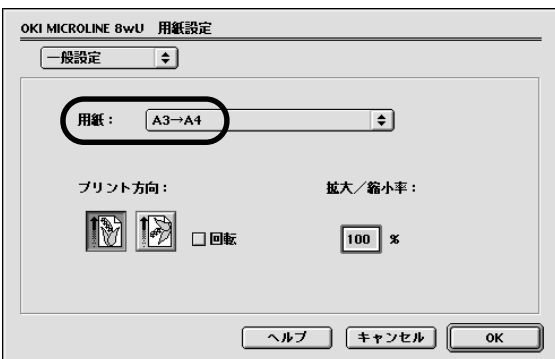 OKI MICROLINE 8wU 用紙設定
一般設定
用紙： A3→A4
プリント方向： 拡大／縮小率：
回転 100 %
ヘルプ キャンセル OK